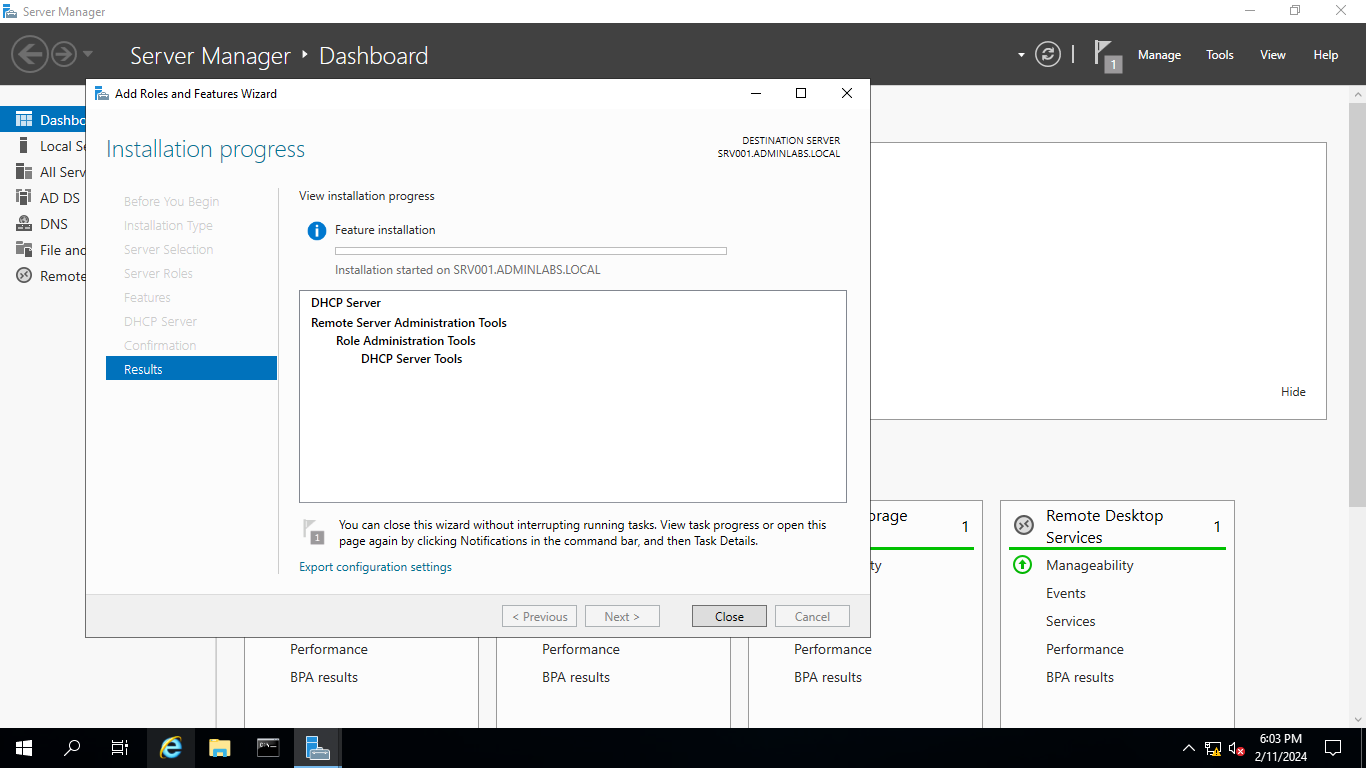 Server Manager
Server Manager ‣ Dashboard
1
Manage
Tools
View
Help
Dashbo
Local Se
All Serv
AD DS
DNS
File and
Remote
Add Roles and Features Wizard
Installation progress
DESTINATION SERVER
SRV001.ADMINLABS.LOCAL
Before You Begin
Installation Type
Server Selection
Server Roles
Features
DHCP Server
Confirmation
Results
View installation progress
Feature installation
Installation started on SRV001.ADMINLABS.LOCAL
DHCP Server
Remote Server Administration Tools
Role Administration Tools
DHCP Server Tools
1
You can close this wizard without interrupting running tasks. View task progress or open this
page again by clicking Notifications in the command bar, and then Task Details.
Export configuration settings
< Previous
Next >
Close
Cancel
Hide
orage
1
ty
Remote Desktop
Services
1
Manageability
Events
Services
Performance
BPA results
Performance
BPA results
Performance
BPA results
Performance
BPA results
6:03 PM
2/11/2024